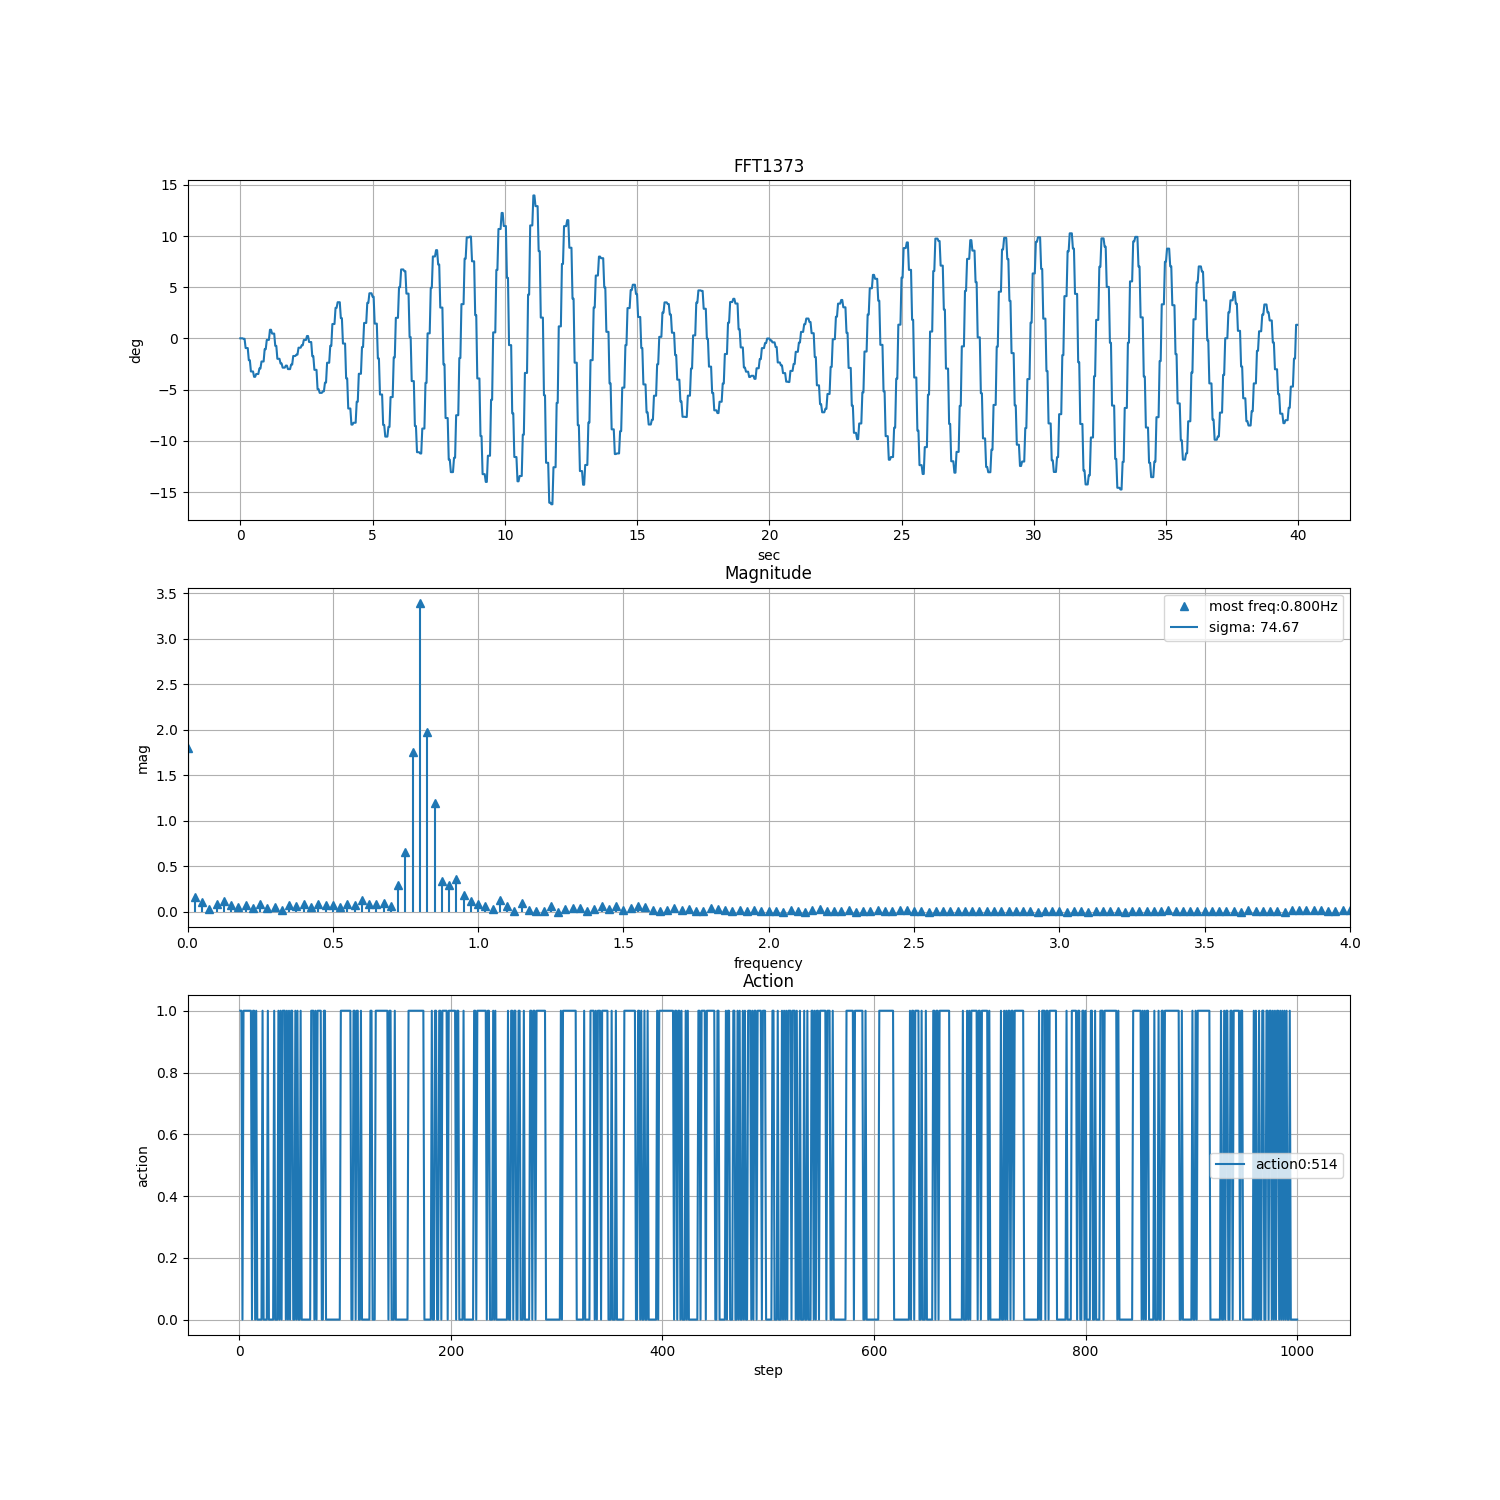 FFT1373
15
10
5
0
−5
−10
−15
deg
0 5 10 15 20 25 30 35 40
sec
Magnitude
3.5
3.0
2.5
2.0
1.5
1.0
0.5
0.0
mag
most freq:0.800Hz
sigma: 74.67
0.0 0.5 1.0 1.5 2.0 2.5 3.0 3.5 4.0
frequency
Action
1.0
0.8
0.6
0.4
0.2
0.0
action
action0:514
0 200 400 600 800 1000
step